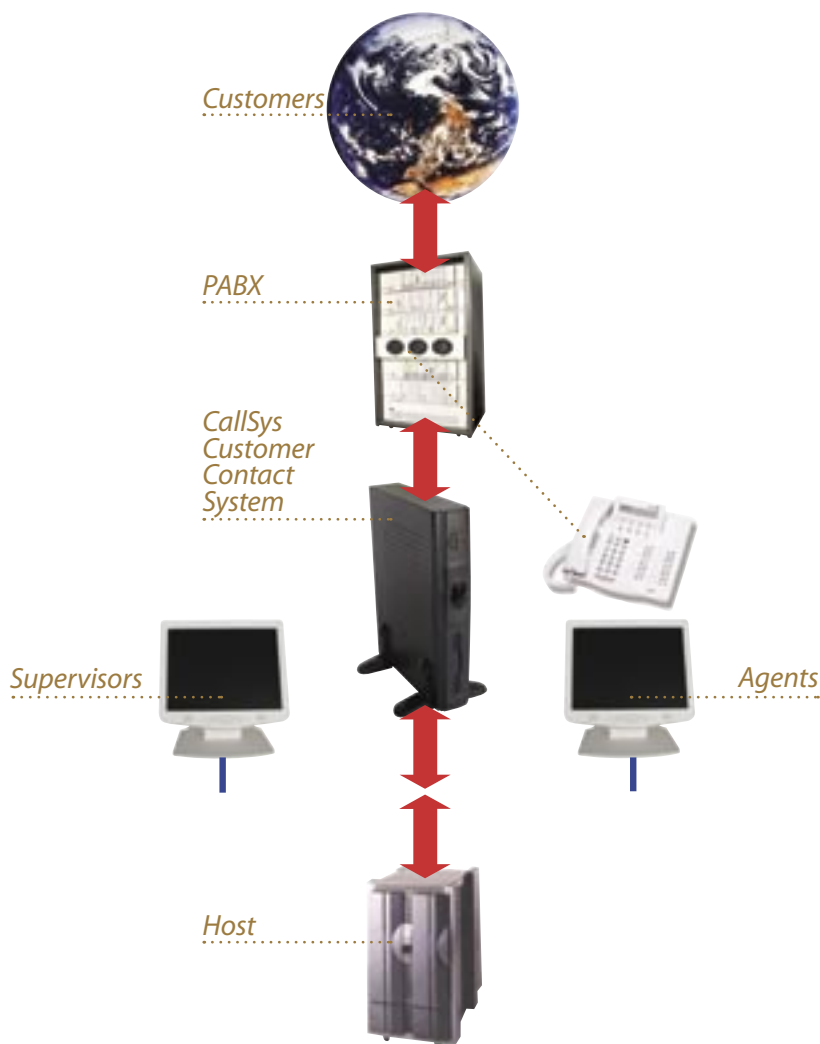 Customers
PABX
CallSys
Customer
Contact
System
Supervisors
Agents
Host